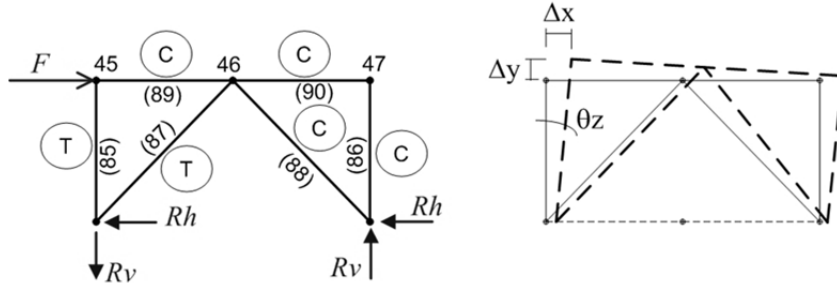 45 C 46 C 47
F (89) (90)
T (85) (87) T C (88) (86) C
Rh Rh
Rv Rv
Δx
Δy
θz